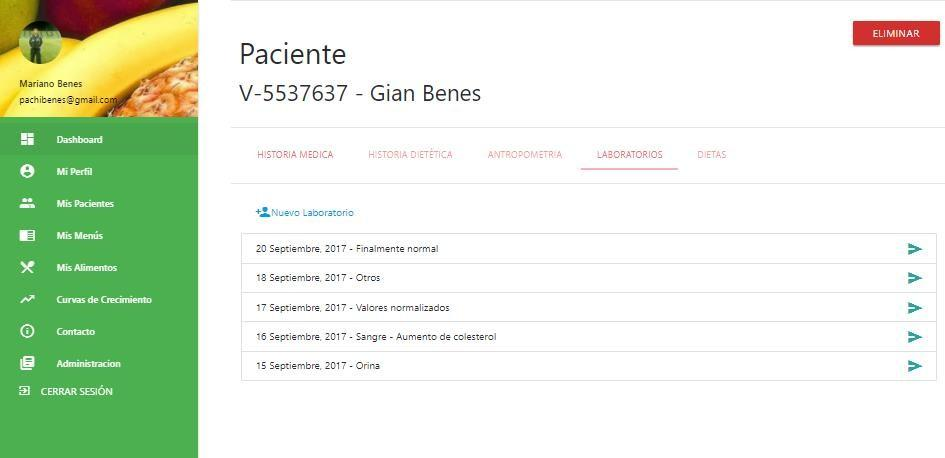 Mariano Benes
pachibenes@gmail.com
Dashboard
Mi Perfil
Mis Pacientes
Mis Menús
Mis Alimentos
Curvas de Crecimiento
Contacto
Administracion
CERRAR SESIÓN
ELIMINAR
Paciente
V-5537637 - Gian Benes
HISTORIA MEDICA HISTORIA DIETÉTICA ANTROPOMETRIA LABORATORIOS DIETAS
Nuevo Laboratorio
20 Septiembre, 2017 - Finalmente normal
18 Septiembre, 2017 - Otros
17 Septiembre, 2017 - Valores normalizados
16 Septiembre, 2017 - Sangre - Aumento de colesterol
15 Septiembre, 2017 - Orina